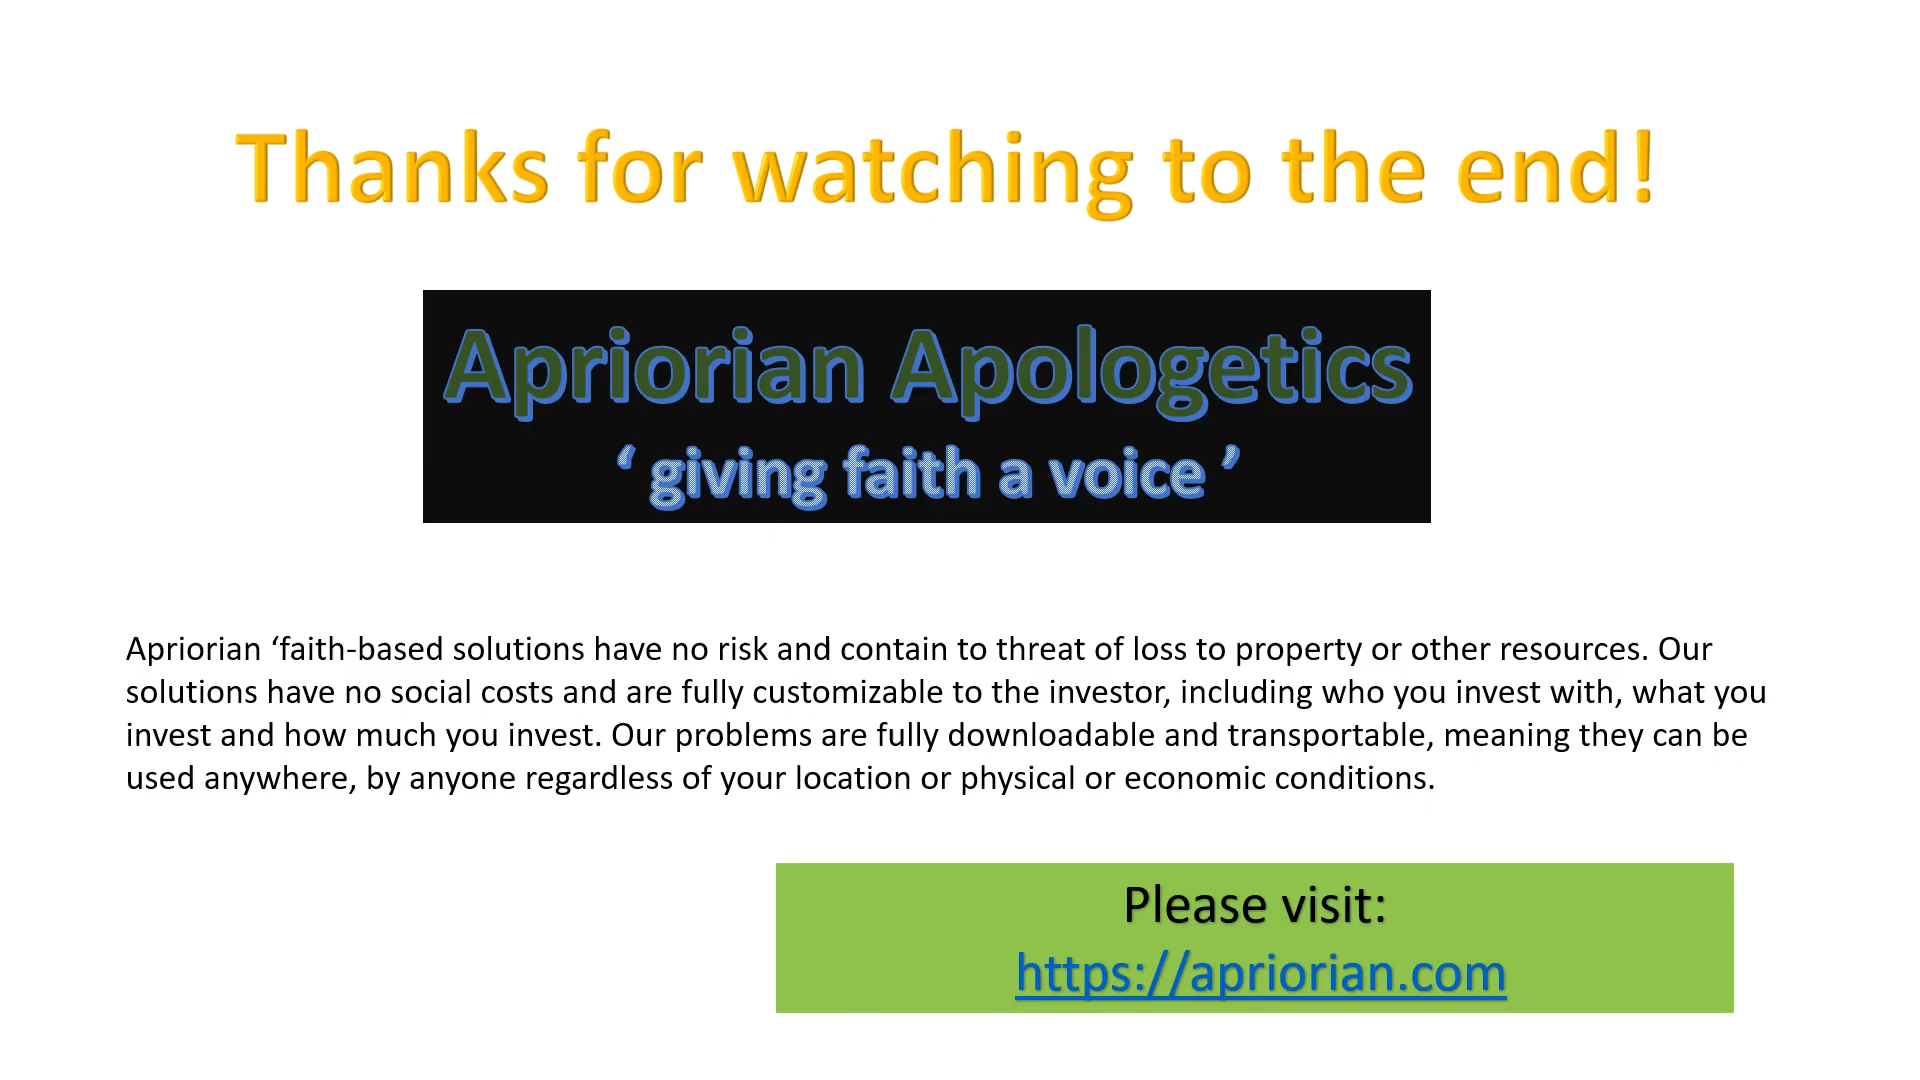 Thanks for watching to the end!
Apriorian Apologetics
‘ giving faith a voice ’
Apriorian ‘faith-based solutions have no risk and contain to threat of loss to property or other resources. Our
solutions have no social costs and are fully customizable to the investor, including who you invest with, what you
invest and how much you invest. Our problems are fully downloadable and transportable, meaning they can be
used anywhere, by anyone regardless of your location or physical or economic conditions.
Please visit:
https://apriorian.com